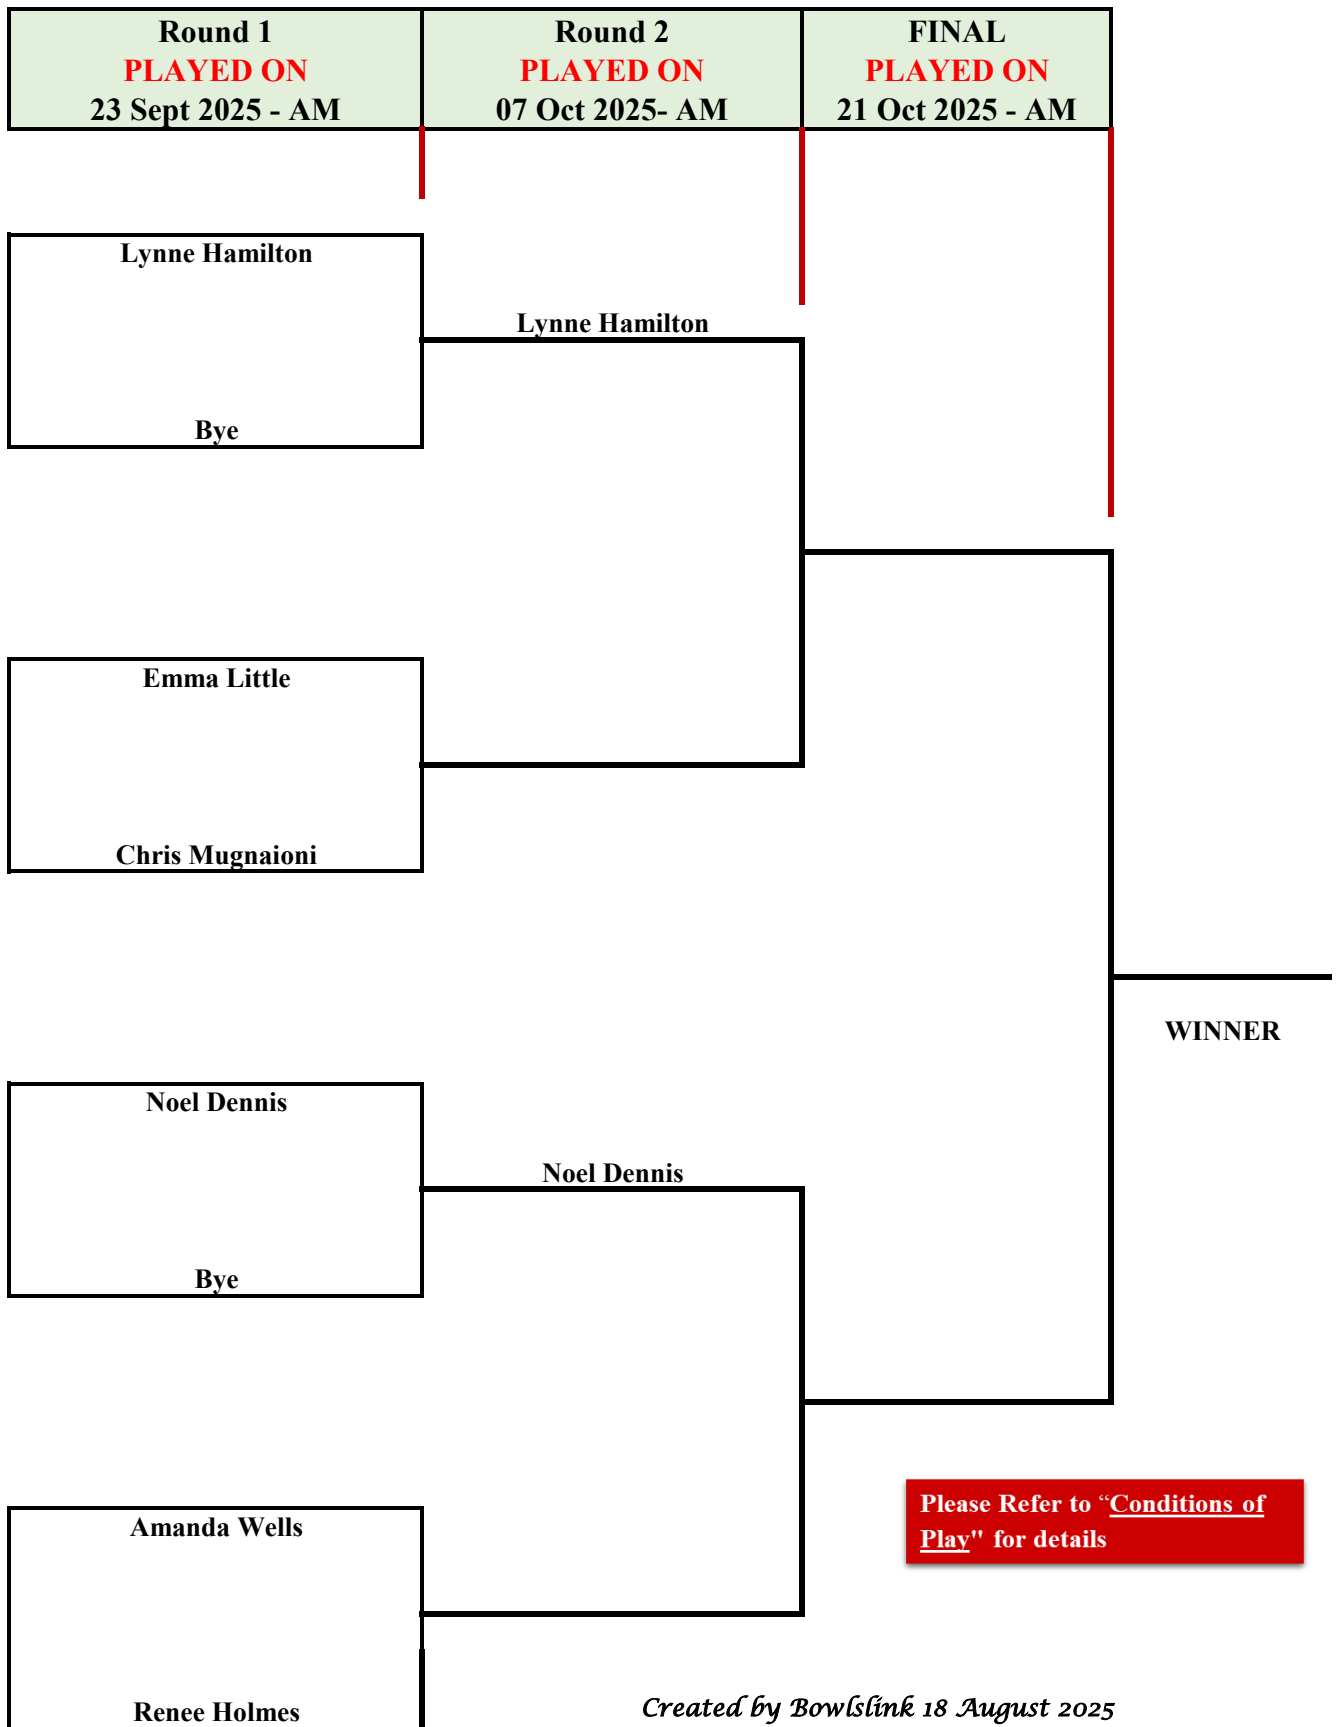 Round 1
PLAYED ON
23 Sept 2025 - AM
Round 2
PLAYED ON
07 Oct 2025- AM
FINAL
PLAYED ON
21 Oct 2025 - AM
Lynne Hamilton
Lynne Hamilton
Bye
Emma Little
Chris Mugnaioni
WINNER
Noel Dennis
Noel Dennis
Bye
Please Refer to “Conditions of
Play" for details
Amanda Wells
Renee Holmes
Created by Bowlslink 18 August 2025